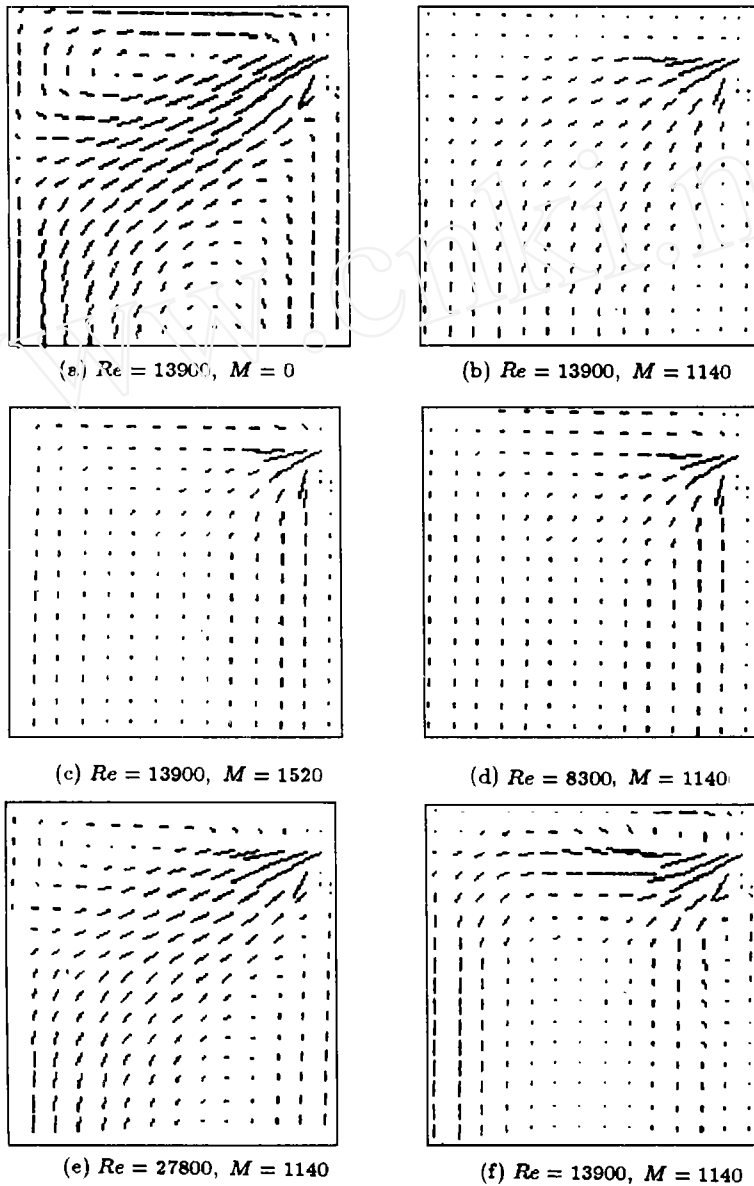 www.cnki.n
(a) Re = 13900, M = 0
(b) Re = 13900, M = 1140
(c) Re = 13900, M = 1520
(d) Re = 8300, M = 1140
(e) Re = 27800, M = 1140
(f) Re = 13900, M = 1140